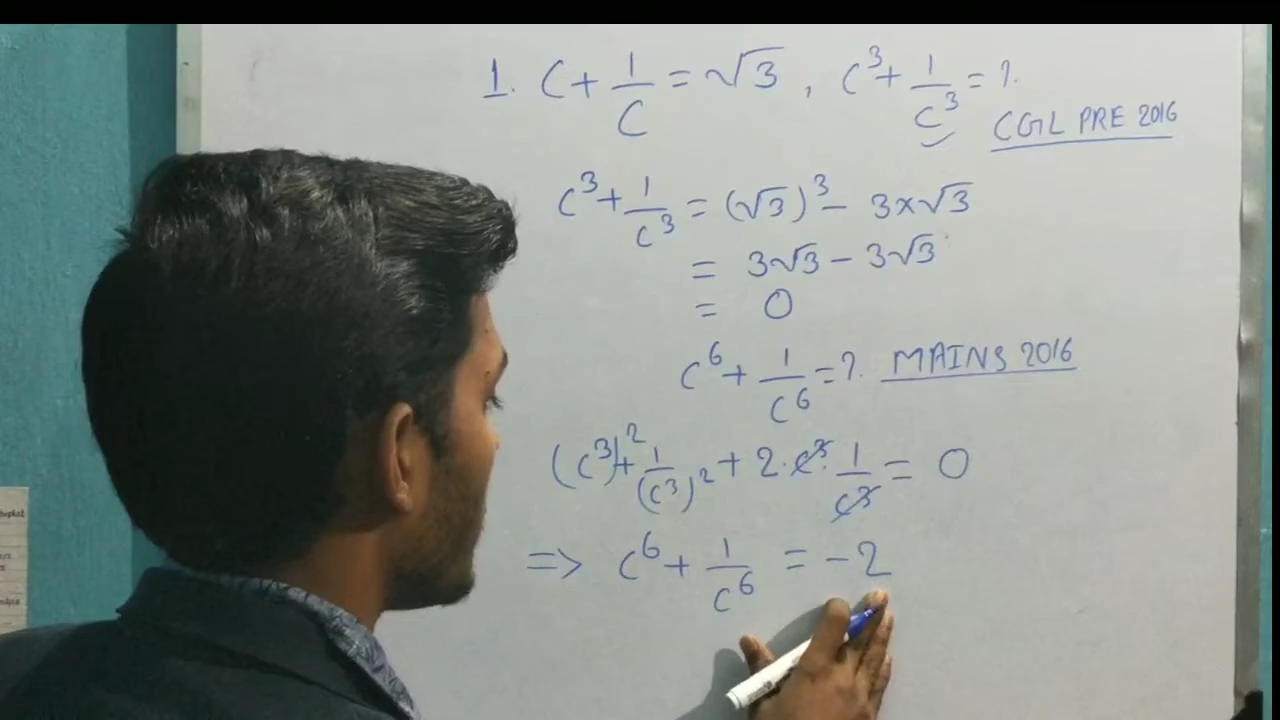 1. C + 1/C = √3 , C³ + 1/C³ = ?.
CGL PRE 2016
C³ + 1/C³ = (√3)³ - 3×√3
= 3√3 - 3√3
= 0
C⁶ + 1/C⁶ = ?. MAINS 2016
(C³)² + 1/(C³)² + 2·C³·1/C³ = 0
=> C⁶ + 1/C⁶ = -2